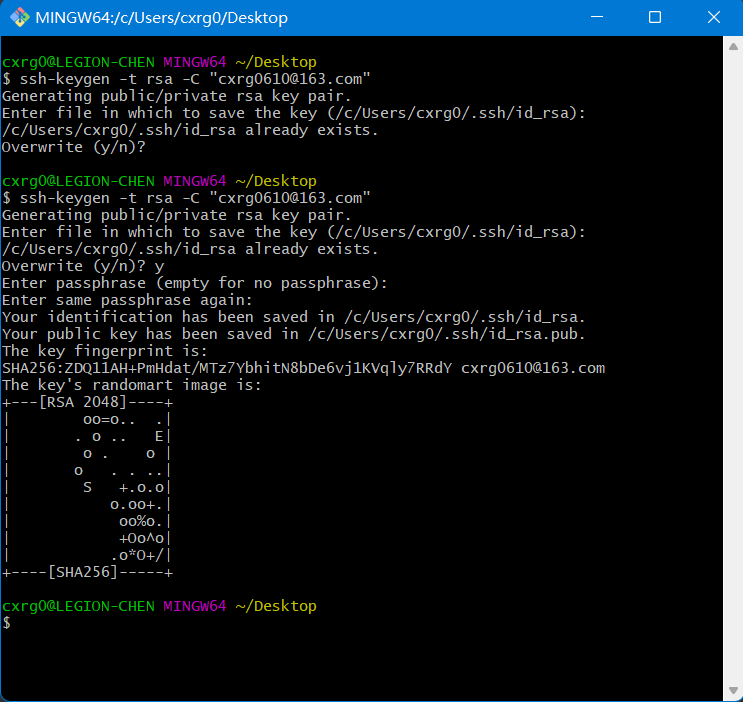 MINGW64:/c/Users/cxrg0/Desktop
cxrg0@LEGION-CHEN MINGW64 ~/Desktop
$ ssh-keygen -t rsa -C "cxrg0610@163.com"
Generating public/private rsa key pair.
Enter file in which to save the key (/c/Users/cxrg0/.ssh/id_rsa):
/c/Users/cxrg0/.ssh/id_rsa already exists.
Overwrite (y/n)?
cxrg0@LEGION-CHEN MINGW64 ~/Desktop
$ ssh-keygen -t rsa -C "cxrg0610@163.com"
Generating public/private rsa key pair.
Enter file in which to save the key (/c/Users/cxrg0/.ssh/id_rsa):
/c/Users/cxrg0/.ssh/id_rsa already exists.
Overwrite (y/n)? y
Enter passphrase (empty for no passphrase):
Enter same passphrase again:
Your identification has been saved in /c/Users/cxrg0/.ssh/id_rsa.
Your public key has been saved in /c/Users/cxrg0/.ssh/id_rsa.pub.
The key fingerprint is:
SHA256:ZDQ11AH+PmHdat/MTz7YbhitN8bDe6vj1KVqly7RRdY cxrg0610@163.com
The key's randomart image is:
+---[RSA 2048]----+
|        oo=o..  .|
|       . o ..   E|
|        o .    o |
|       o   . . ..|
|        S   +.o.o|
|           o.oo+.|
|            oo%o.|
|            +Oo^o|
|           .o*O+/|
+----[SHA256]-----+
cxrg0@LEGION-CHEN MINGW64 ~/Desktop
$